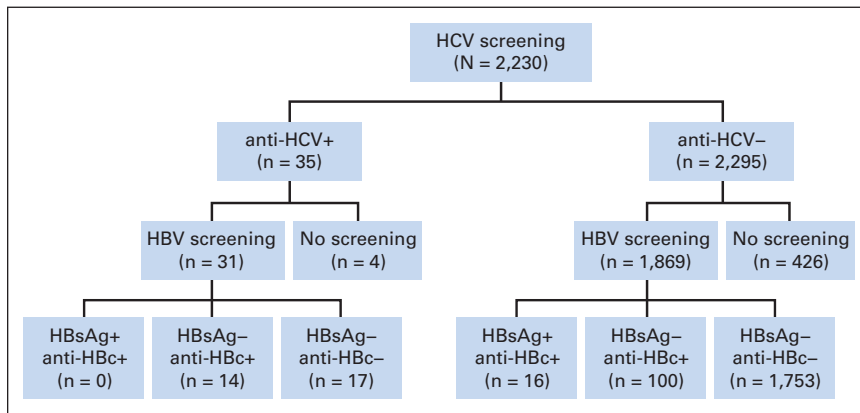 HCV screening
(N = 2,230)
anti-HCV+
(n = 35)
anti-HCV–
(n = 2,295)
HBV screening
(n = 31)
No screening
(n = 4)
HBV screening
(n = 1,869)
No screening
(n = 426)
HBsAg+
anti-HBc+
(n = 0)
HBsAg–
anti-HBc+
(n = 14)
HBsAg–
anti-HBc–
(n = 17)
HBsAg+
anti-HBc+
(n = 16)
HBsAg–
anti-HBc+
(n = 100)
HBsAg–
anti-HBc–
(n = 1,753)